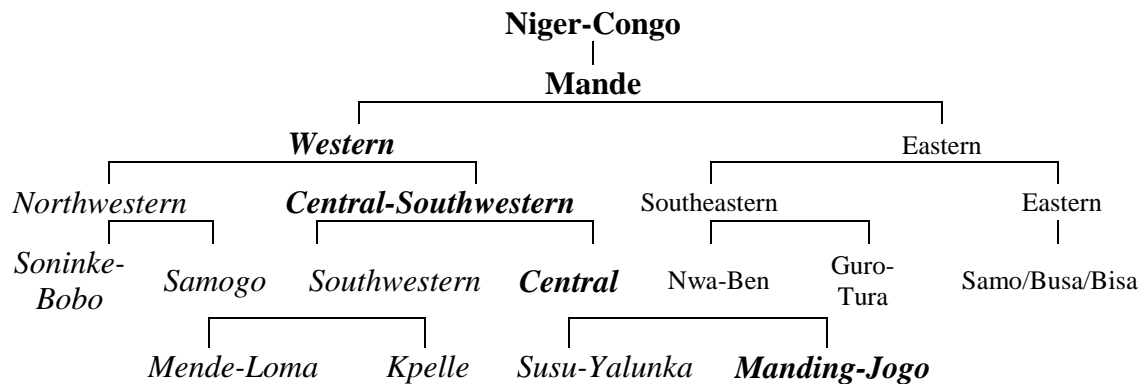 Niger-Congo
Mande
Western Eastern
Northwestern Central-Southwestern Southeastern Eastern
Soninke-
Bobo Samogo Southwestern Central Nwa-Ben Guro-
Tura Samo/Busa/Bisa
Mende-Loma Kpelle Susu-Yalunka Manding-Jogo